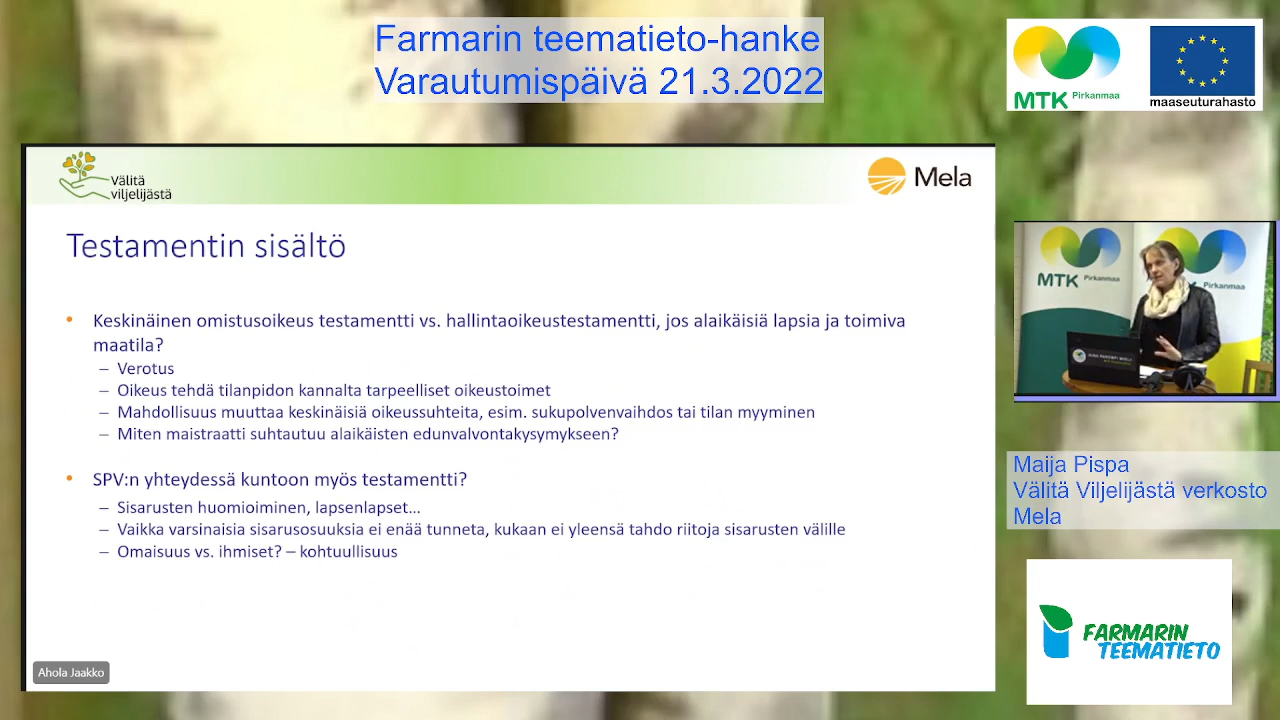 Farmarin teematieto-hanke
Varautumispäivä 21.3.2022
MTK Pirkanmaa
maaseuturahasto
Välitä
viljelijästä
Mela
Testamentin sisältö
• Keskinäinen omistusoikeus testamentti vs. hallintaoikeustestamentti, jos alaikäisiä lapsia ja toimiva
maatila?
– Verotus
– Oikeus tehdä tilanpidon kannalta tarpeelliset oikeustoimet
– Mahdollisuus muuttaa keskinäisiä oikeussuhteita, esim. sukupolvenvaihdos tai tilan myyminen
– Miten maistraatti suhtautuu alaikäisten edunvalvontakysymykseen?
• SPV:n yhteydessä kuntoon myös testamentti?
– Sisarusten huomioiminen, lapsenlapset...
– Vaikka varsinaisia sisarusosuuksia ei enää tunneta, kukaan ei yleensä tahdo riitoja sisarusten välille
– Omaisuus vs. ihmiset? – kohtuullisuus
Ahola Jaakko
MTK
Pirkanmaa
Pirkanmaa
Maija Pispa
Välitä Viljelijästä verkosto
Mela
FARMARIN
TEEMATIETO